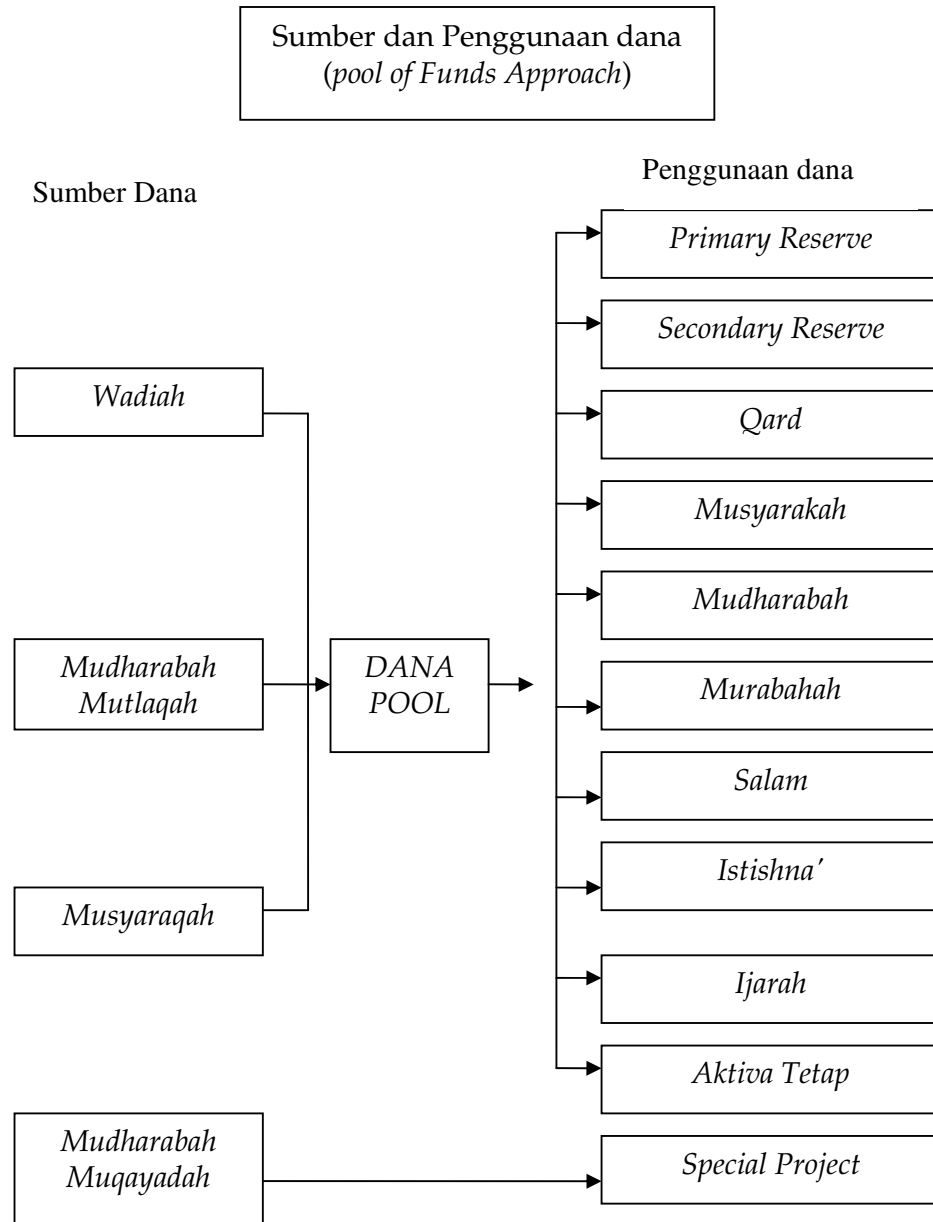 Sumber dan Penggunaan dana
(pool of Funds Approach)
Sumber Dana
Penggunaan dana
Wadiah
Mudharabah
Mutlaqah
Musyaraqah
Mudharabah
Muqayadah
DANA
POOL
Primary Reserve
Secondary Reserve
Qard
Musyarakah
Mudharabah
Murabahah
Salam
Istishna'
Ijarah
Aktiva Tetap
Special Project